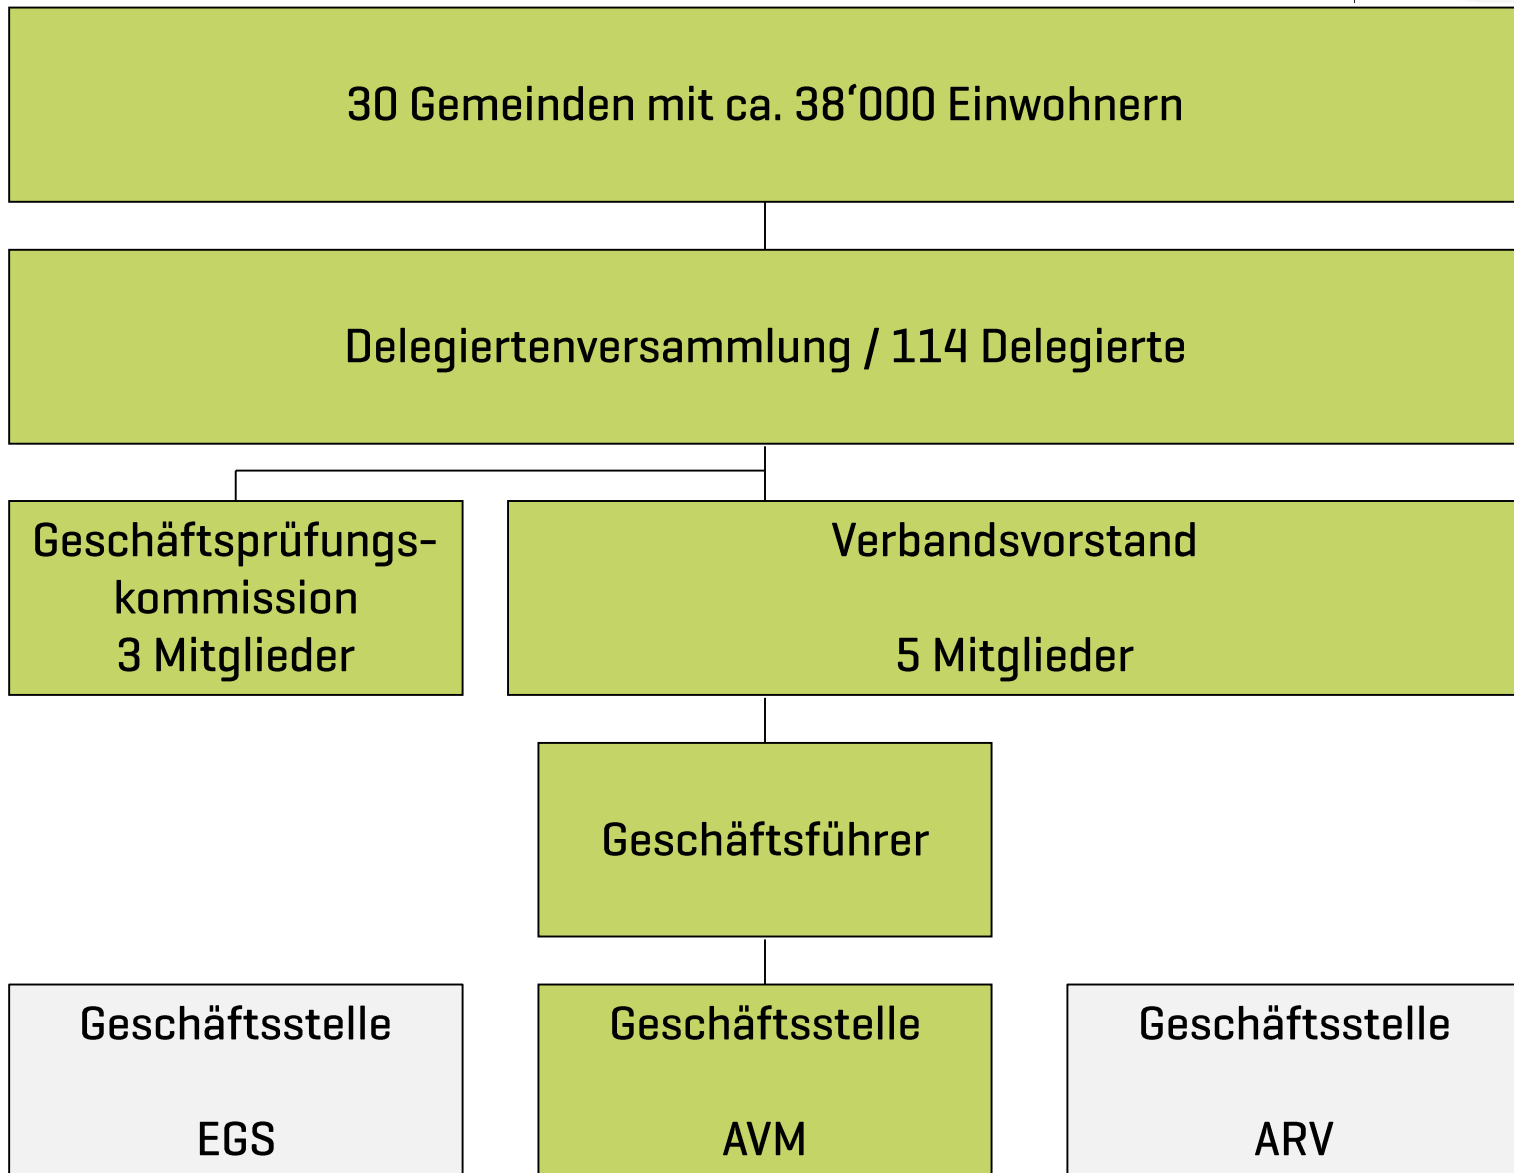 30 Gemeinden mit ca. 38‘000 Einwohnern
Delegiertenversammlung / 114 Delegierte
Geschäftsprüfungs-
kommission
3 Mitglieder
Verbandsvorstand
5 Mitglieder
Geschäftsführer
Geschäftsstelle
EGS
Geschäftsstelle
AVM
Geschäftsstelle
ARV